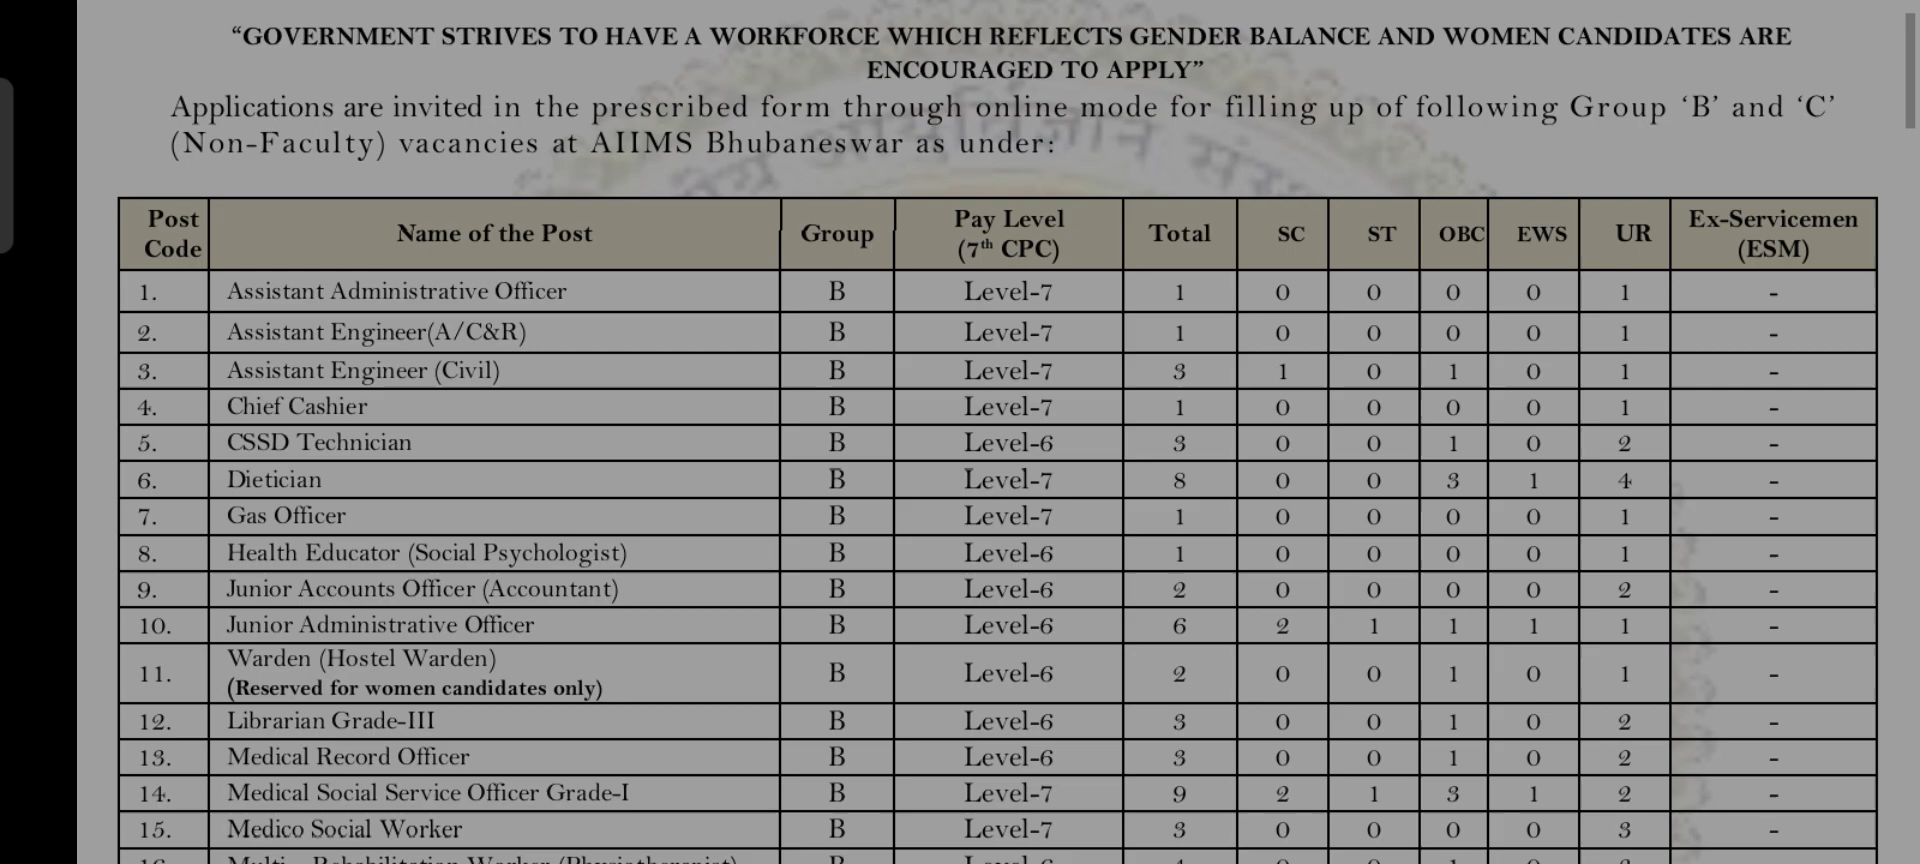 “GOVERNMENT STRIVES TO HAVE A WORKFORCE WHICH REFLECTS GENDER BALANCE AND WOMEN CANDIDATES ARE
ENCOURAGED TO APPLY”
Applications are invited in the prescribed form through online mode for filling up of following Group ‘B’ and ‘C’
(Non-Faculty) vacancies at AIIMS Bhubaneswar as under:
Post Code Name of the Post Group Pay Level (7th CPC) Total SC ST OBC EWS UR Ex-Servicemen (ESM)
1. Assistant Administrative Officer B Level-7 1 0 0 0 0 1 -
2. Assistant Engineer(A/C&R) B Level-7 1 0 0 0 0 1 -
3. Assistant Engineer (Civil) B Level-7 3 1 0 1 0 1 -
4. Chief Cashier B Level-7 1 0 0 0 0 1 -
5. CSSD Technician B Level-6 3 0 0 1 0 2 -
6. Dietician B Level-7 8 0 0 3 1 4 -
7. Gas Officer B Level-7 1 0 0 0 0 1 -
8. Health Educator (Social Psychologist) B Level-6 1 0 0 0 0 1 -
9. Junior Accounts Officer (Accountant) B Level-6 2 0 0 0 0 2 -
10. Junior Administrative Officer B Level-6 6 2 1 1 1 1 -
11. Warden (Hostel Warden) B Level-6 2 0 0 1 0 1 -
(Reserved for women candidates only)
12. Librarian Grade-III B Level-6 3 0 0 1 0 2 -
13. Medical Record Officer B Level-6 3 0 0 1 0 2 -
14. Medical Social Service Officer Grade-I B Level-7 9 2 1 3 1 2 -
15. Medico Social Worker B Level-7 3 0 0 0 0 3 -